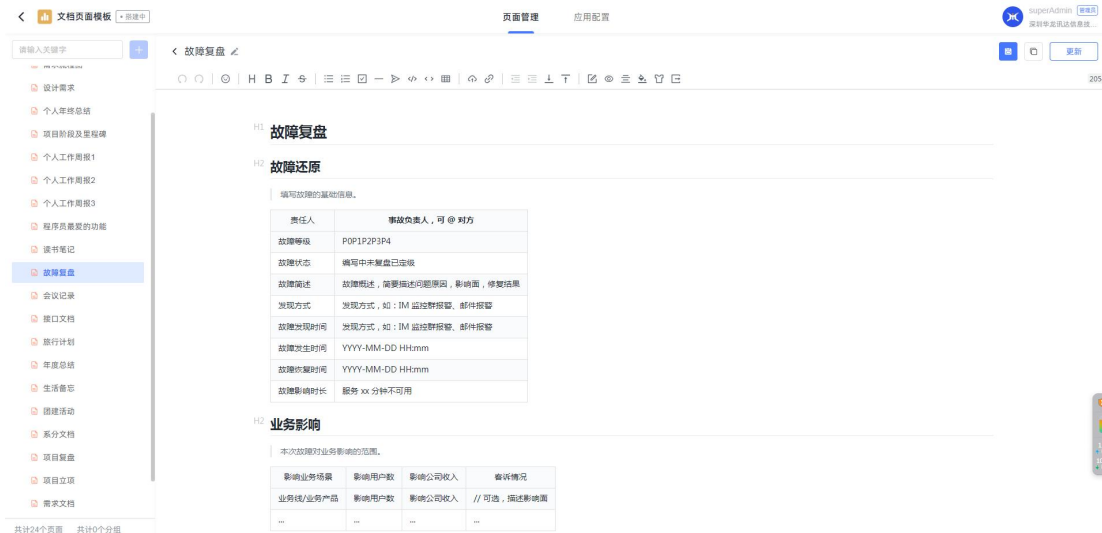 文档页面模板 • 搭建中
页面管理 应用配置
superAdmin 管理员
深圳华龙讯达信息技...
请输入关键字 +
设计需求
个人年终总结
项目阶段及里程碑
个人工作周报1
个人工作周报2
个人工作周报3
程序员最爱的功能
读书笔记
故障复盘
会议记录
接口文档
旅行计划
年度总结
生活备忘
团建活动
系分文档
项目复盘
项目立项
需求文档
共计24个页面 共计0个分组
故障复盘
更新
H B I S
205
H1 故障复盘
H2 故障还原
填写故障的基础信息。
责任人 事故负责人，可 @ 对方
故障等级 P0P1P2P3P4
故障状态 编写中未复盘已定级
故障简述 故障概述，简要描述问题原因，影响面，修复结果
发现方式 发现方式，如：IM 监控群报警、邮件报警
故障发现时间 发现方式，如：IM 监控群报警、邮件报警
故障发生时间 YYYY-MM-DD HH:mm
故障恢复时间 YYYY-MM-DD HH:mm
故障影响时长 服务 xx 分钟不可用
H2 业务影响
本次故障对业务影响的范围。
影响业务场景 影响用户数 影响公司收入 客诉情况
业务线/业务产品 影响用户数 影响公司收入 // 可选，描述影响面
... ... ... ...